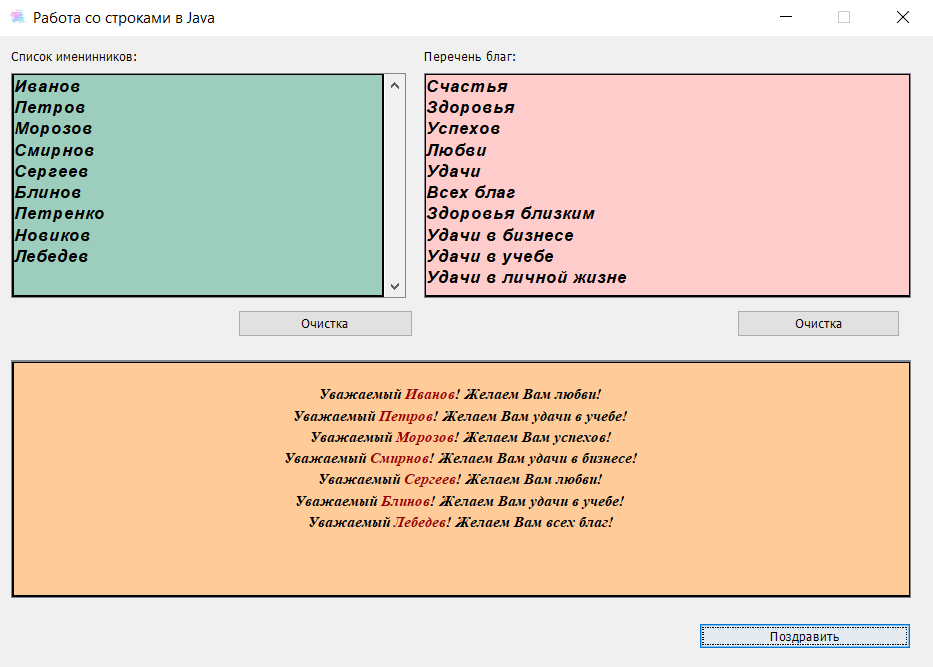 Работа со строками в Java
Список именинников:
Иванов
Петров
Морозов
Смирнов
Сергеев
Блинов
Петренко
Новиков
Лебедев
Очистка
Перечень благ:
Счастья
Здоровья
Успехов
Любви
Удачи
Всех благ
Здоровья близким
Удачи в бизнесе
Удачи в учебе
Удачи в личной жизне
Очистка
Уважаемый Иванов! Желаем Вам любви!
Уважаемый Петров! Желаем Вам удачи в учебе!
Уважаемый Морозов! Желаем Вам успехов!
Уважаемый Смирнов! Желаем Вам удачи в бизнесе!
Уважаемый Сергеев! Желаем Вам любви!
Уважаемый Блинов! Желаем Вам удачи в учебе!
Уважаемый Лебедев! Желаем Вам всех благ!
Поздравить